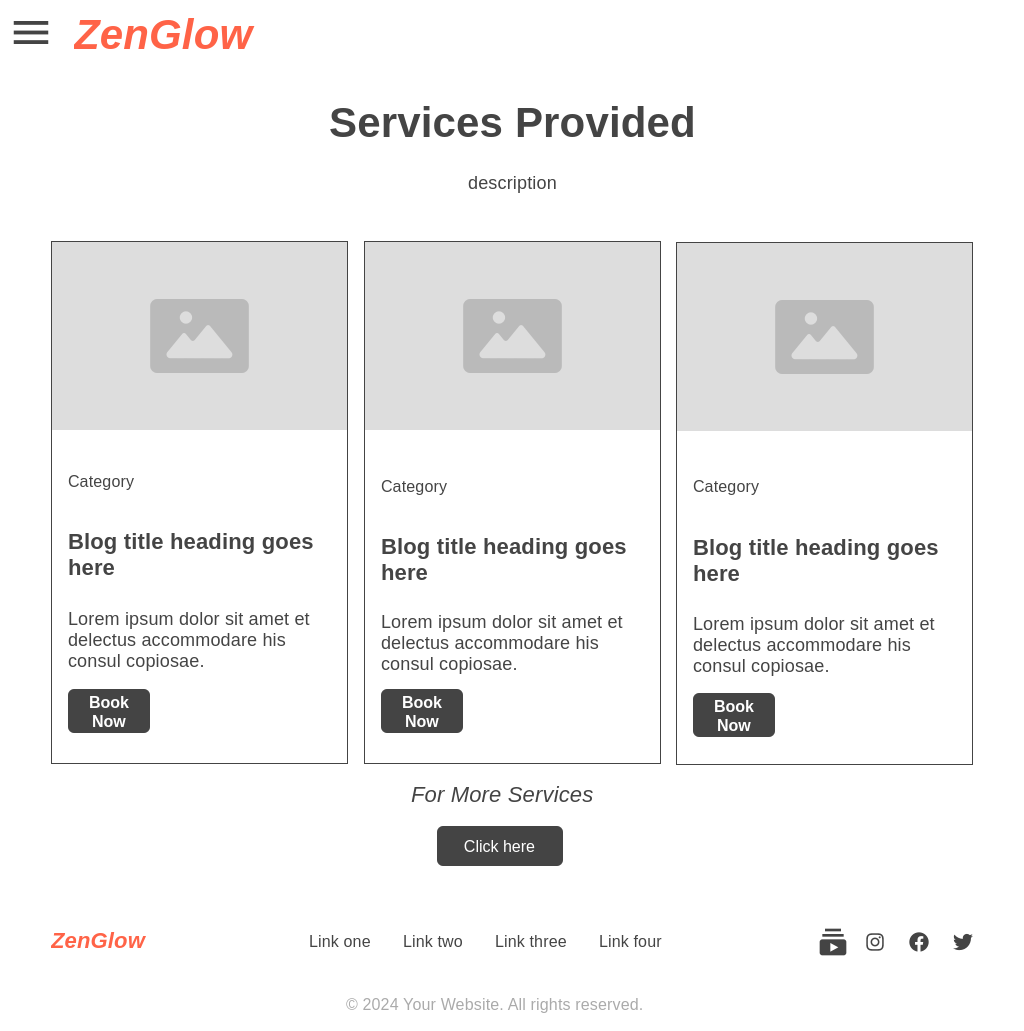 ZenGlow
Services Provided
description
Category
Blog title heading goes
here
Lorem ipsum dolor sit amet et
delectus accommodare his
consul copiosae.
Book
Now
Category
Blog title heading goes
here
Lorem ipsum dolor sit amet et
delectus accommodare his
consul copiosae.
Book
Now
Category
Blog title heading goes
here
Lorem ipsum dolor sit amet et
delectus accommodare his
consul copiosae.
Book
Now
For More Services
Click here
ZenGlow
Link one Link two Link three Link four
© 2024 Your Website. All rights reserved.